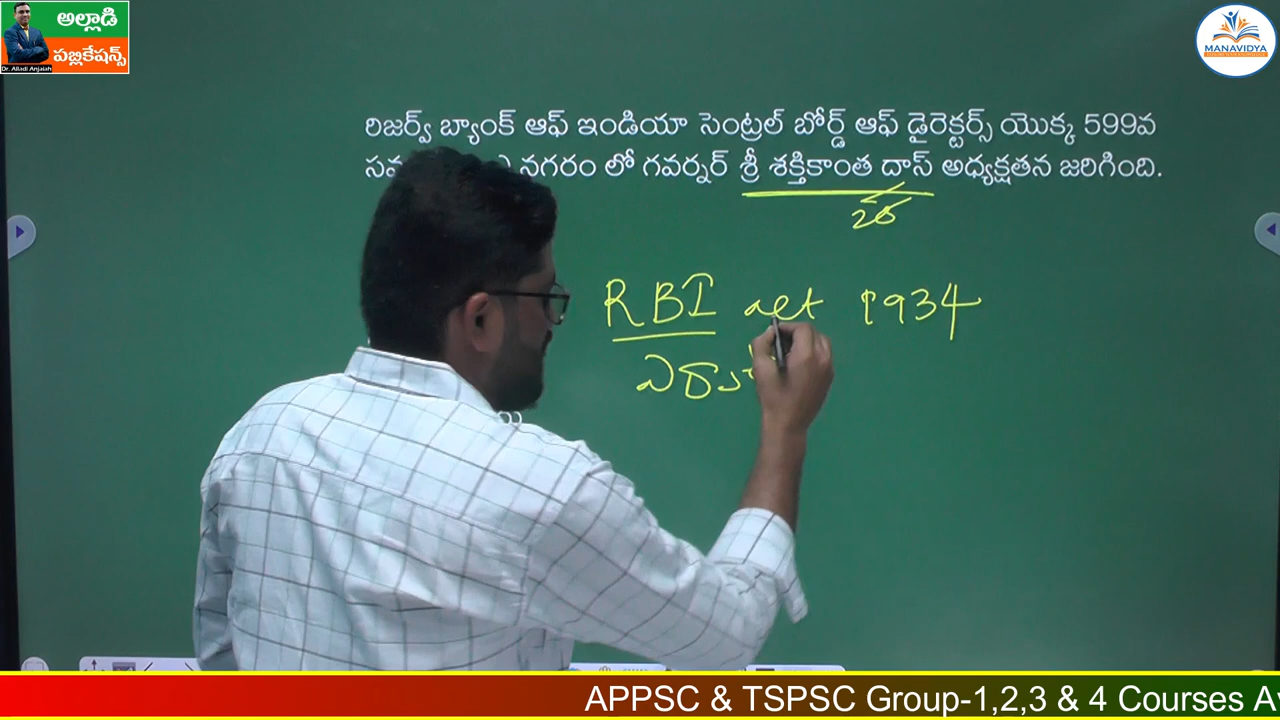 అల్లాడి
పబ్లికేషన్స్
Dr. Alladi Anjaiah
MANAVIDYA
రిజర్వ్ బ్యాంక్ ఆఫ్ ఇండియా సెంట్రల్ బోర్డ్ ఆఫ్ డైరెక్టర్స్ యొక్క 599వ
నగరం లో గవర్నర్ శ్రీ శక్తికాంత దాస్ అధ్యక్షతన జరిగింది.
RBI act 1934
APPSC & TSPSC Group-1,2,3 & 4 Courses Av